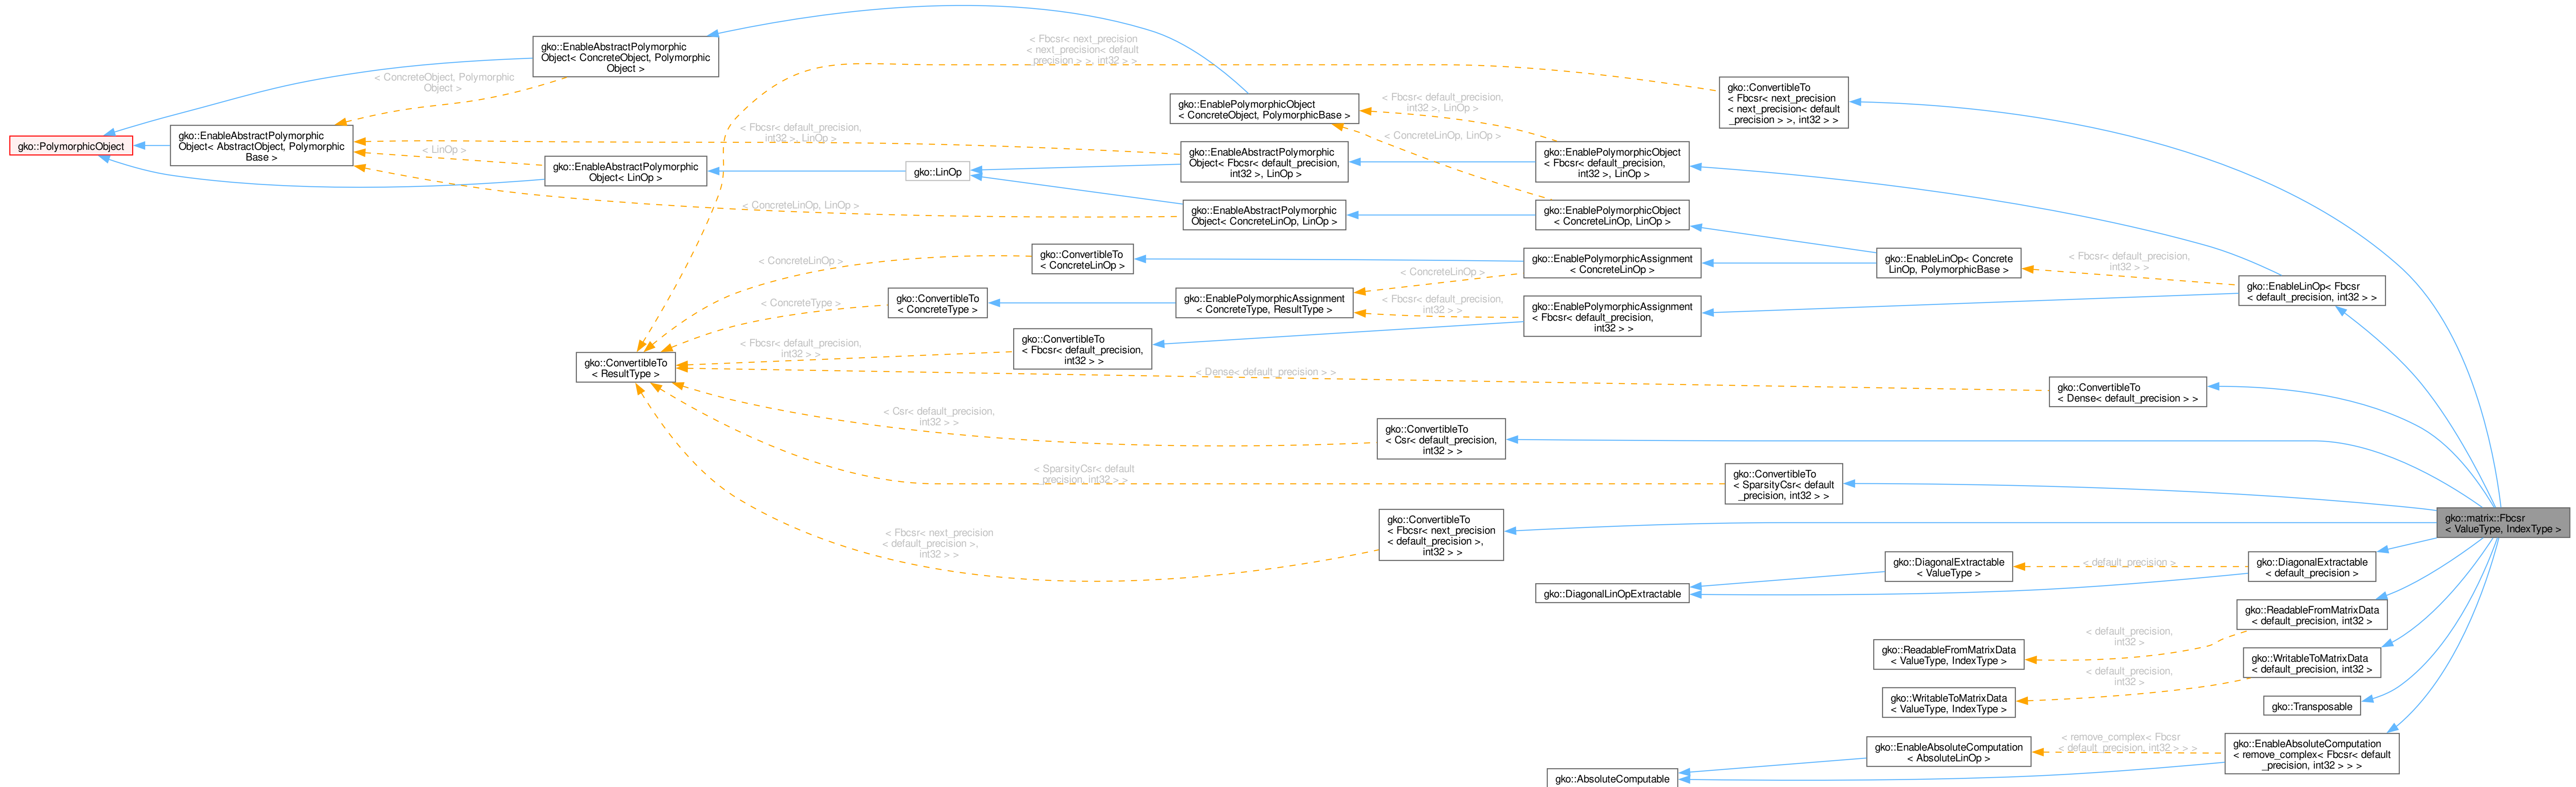 gko::PolymorphicObject
gko::EnableAbstractPolymorphic
Object< AbstractObject, Polymorphic
Base >
< ConcreteObject, Polymorphic
Object >
gko::EnableAbstractPolymorphic
Object< ConcreteObject, Polymorphic
Object >
gko::EnableAbstractPolymorphic
Object< LinOp >
< LinOp >
< Fbcsr< default_precision,
int32 >, LinOp >
< ConcreteLinOp, LinOp >
gko::LinOp
< Fbcsr< next_precision
< next_precision< default
_precision > >, int32 > >
gko::EnablePolymorphicObject
< ConcreteObject, PolymorphicBase >
gko::EnableAbstractPolymorphic
Object< Fbcsr< default_precision,
int32 >, LinOp >
gko::EnableAbstractPolymorphic
Object< ConcreteLinOp, LinOp >
< Fbcsr< default_precision,
int32 >, LinOp >
< ConcreteLinOp, LinOp >
gko::EnablePolymorphicObject
< Fbcsr< default_precision,
int32 >, LinOp >
gko::EnablePolymorphicObject
< ConcreteLinOp, LinOp >
gko::ConvertibleTo
< Fbcsr< next_precision
< next_precision< default
_precision > >, int32 > >
gko::ConvertibleTo
< ConcreteLinOp >
< ConcreteLinOp >
gko::EnablePolymorphicAssignment
< ConcreteLinOp >
gko::EnableLinOp< Concrete
LinOp, PolymorphicBase >
< Fbcsr< default_precision,
int32 > >
gko::EnableLinOp< Fbcsr
< default_precision, int32 > >
< ConcreteType >
gko::ConvertibleTo
< ConcreteType >
gko::EnablePolymorphicAssignment
< ConcreteType, ResultType >
< ConcreteLinOp >
< Fbcsr< default_precision,
int32 > >
gko::EnablePolymorphicAssignment
< Fbcsr< default_precision,
int32 > >
gko::ConvertibleTo
< ResultType >
< Fbcsr< default_precision,
int32 > >
gko::ConvertibleTo
< Fbcsr< default_precision,
int32 > >
< Dense< default_precision > >
gko::ConvertibleTo
< Dense< default_precision > >
< Csr< default_precision,
int32 > >
gko::ConvertibleTo
< Csr< default_precision,
int32 > >
< SparsityCsr< default
_precision, int32 > >
gko::ConvertibleTo
< SparsityCsr< default
_precision, int32 > >
< Fbcsr< next_precision
< default_precision >,
int32 > >
gko::ConvertibleTo
< Fbcsr< next_precision
< default_precision >,
int32 > >
gko::matrix::Fbcsr
< ValueType, IndexType >
gko::DiagonalLinOpExtractable
gko::DiagonalExtractable
< ValueType >
< default_precision >
gko::DiagonalExtractable
< default_precision >
gko::ReadableFromMatrixData
< ValueType, IndexType >
< default_precision,
int32 >
gko::ReadableFromMatrixData
< default_precision, int32 >
gko::WritableToMatrixData
< ValueType, IndexType >
< default_precision,
int32 >
gko::WritableToMatrixData
< default_precision, int32 >
gko::Transposable
gko::AbsoluteComputable
gko::EnableAbsoluteComputation
< AbsoluteLinOp >
< remove_complex< Fbcsr
< default_precision, int32 > > >
gko::EnableAbsoluteComputation
< remove_complex< Fbcsr< default
_precision, int32 > > >